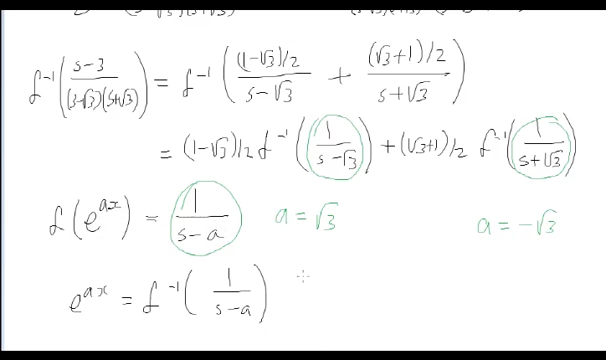 ℒ⁻¹( (s-3)/((s-√3)(s+√3)) ) = ℒ⁻¹( ((1-√3)/2)/(s-√3) + ((√3+1)/2)/(s+√3) )
= (1-√3)/2 ℒ⁻¹( 1/(s-√3) ) + (√3+1)/2 ℒ⁻¹( 1/(s+√3) )
ℒ(e^{ax}) = 1/(s-a) a = √3 a = -√3
e^{ax} = ℒ⁻¹( 1/(s-a) )